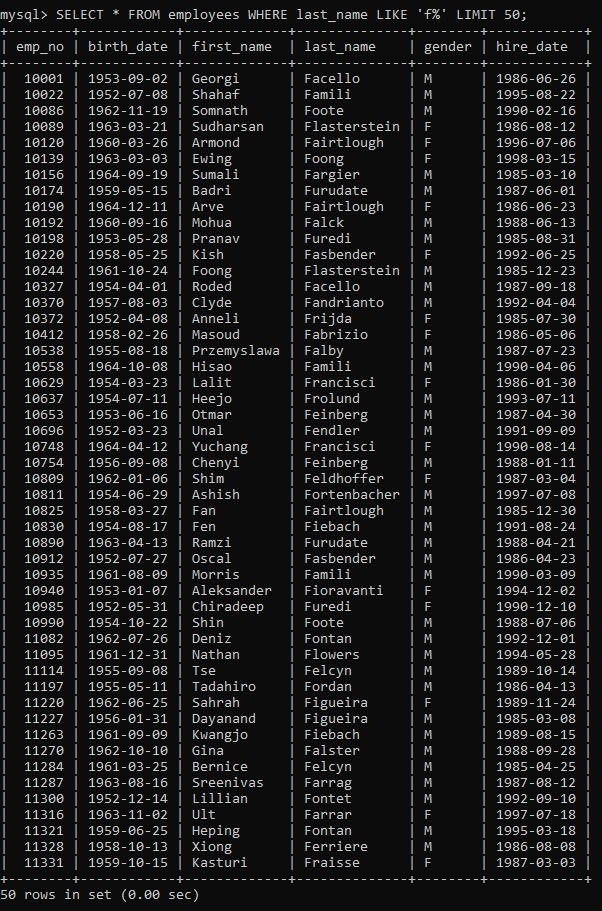 mysql> SELECT * FROM employees WHERE last_name LIKE 'f%' LIMIT 50;
+--------+------------+-------------+--------------+--------+------------+
| emp_no | birth_date | first_name  | last_name    | gender | hire_date  |
+--------+------------+-------------+--------------+--------+------------+
|  10001 | 1953-09-02 | Georgi      | Facello      | M      | 1986-06-26 |
|  10022 | 1952-07-08 | Shahaf      | Famili       | M      | 1995-08-22 |
|  10086 | 1962-11-19 | Somnath     | Foote        | M      | 1990-02-16 |
|  10089 | 1963-03-21 | Sudharsan   | Flasterstein | F      | 1986-08-12 |
|  10120 | 1960-03-26 | Armond      | Fairtlough   | F      | 1996-07-06 |
|  10139 | 1963-03-03 | Ewing       | Foong        | F      | 1998-03-15 |
|  10156 | 1964-09-19 | Sumali      | Fargier      | M      | 1985-03-10 |
|  10174 | 1959-05-15 | Badri       | Furudate     | M      | 1987-06-01 |
|  10190 | 1964-12-11 | Arve        | Fairtlough   | F      | 1986-06-23 |
|  10192 | 1960-09-16 | Mohua       | Falck        | M      | 1988-06-13 |
|  10198 | 1953-05-28 | Pranav      | Furedi       | M      | 1985-08-31 |
|  10220 | 1958-05-25 | Kish        | Fasbender    | F      | 1992-06-25 |
|  10244 | 1961-10-24 | Foong       | Flasterstein | M      | 1985-12-23 |
|  10327 | 1954-04-01 | Roded       | Facello      | M      | 1987-09-18 |
|  10370 | 1957-08-03 | Clyde       | Fandrianto   | M      | 1992-04-04 |
|  10372 | 1952-04-08 | Anneli      | Frijda       | F      | 1985-07-30 |
|  10412 | 1958-02-26 | Masoud      | Fabrizio     | F      | 1986-05-06 |
|  10538 | 1955-08-18 | Przemyslawa | Falby        | M      | 1987-07-23 |
|  10558 | 1964-10-08 | Hisao       | Famili       | M      | 1990-04-06 |
|  10629 | 1954-03-23 | Lalit       | Francisci    | F      | 1986-01-30 |
|  10637 | 1954-07-11 | Heejo       | Frolund      | M      | 1993-07-11 |
|  10653 | 1953-06-16 | Otmar       | Feinberg     | M      | 1987-04-30 |
|  10696 | 1952-03-23 | Unal        | Fendler      | M      | 1991-09-09 |
|  10748 | 1964-04-12 | Yuchang     | Francisci    | F      | 1990-08-14 |
|  10754 | 1956-09-08 | Chenyi      | Feinberg     | M      | 1988-01-11 |
|  10809 | 1962-01-06 | Shim        | Feldhoffer   | F      | 1987-03-04 |
|  10811 | 1954-06-29 | Ashish      | Fortenbacher | M      | 1997-07-08 |
|  10825 | 1958-03-27 | Fan         | Fairtlough   | M      | 1985-12-30 |
|  10830 | 1954-08-17 | Fen         | Fiebach      | M      | 1991-08-24 |
|  10890 | 1963-04-13 | Ramzi       | Furudate     | M      | 1988-04-21 |
|  10912 | 1952-07-27 | Oscal       | Fasbender    | M      | 1986-04-23 |
|  10935 | 1961-08-09 | Morris      | Famili       | M      | 1990-03-09 |
|  10940 | 1953-01-07 | Aleksander  | Fioravanti   | F      | 1994-12-02 |
|  10985 | 1952-05-31 | Chiradeep   | Furedi       | F      | 1990-12-10 |
|  10990 | 1954-10-22 | Shin        | Foote        | M      | 1988-07-06 |
|  11082 | 1962-07-26 | Deniz       | Fontan       | M      | 1992-12-01 |
|  11095 | 1961-12-31 | Nathan      | Flowers      | M      | 1994-05-28 |
|  11114 | 1955-09-08 | Tse         | Felcyn       | M      | 1989-10-14 |
|  11197 | 1955-05-11 | Tadahiro    | Fordan       | M      | 1986-04-13 |
|  11220 | 1962-06-25 | Sahrah      | Figueira     | F      | 1989-11-24 |
|  11227 | 1956-01-31 | Dayanand    | Figueira     | M      | 1985-03-08 |
|  11263 | 1961-09-09 | Kwangjo     | Fiebach      | M      | 1989-08-15 |
|  11270 | 1962-10-10 | Gina        | Falster      | M      | 1988-09-28 |
|  11284 | 1961-03-25 | Bernice     | Felcyn       | M      | 1985-04-25 |
|  11287 | 1963-08-16 | Sreenivas   | Farrag       | M      | 1987-08-12 |
|  11300 | 1952-12-14 | Lillian     | Fontet       | M      | 1992-09-10 |
|  11316 | 1963-11-02 | Ult         | Farrar       | F      | 1997-07-18 |
|  11321 | 1959-06-25 | Heping      | Fontan       | M      | 1995-03-18 |
|  11328 | 1958-10-13 | Xiong       | Ferriere     | M      | 1986-08-08 |
|  11331 | 1959-10-15 | Kasturi     | Fraisse      | F      | 1987-03-03 |
+--------+------------+-------------+--------------+--------+------------+
50 rows in set (0.00 sec)